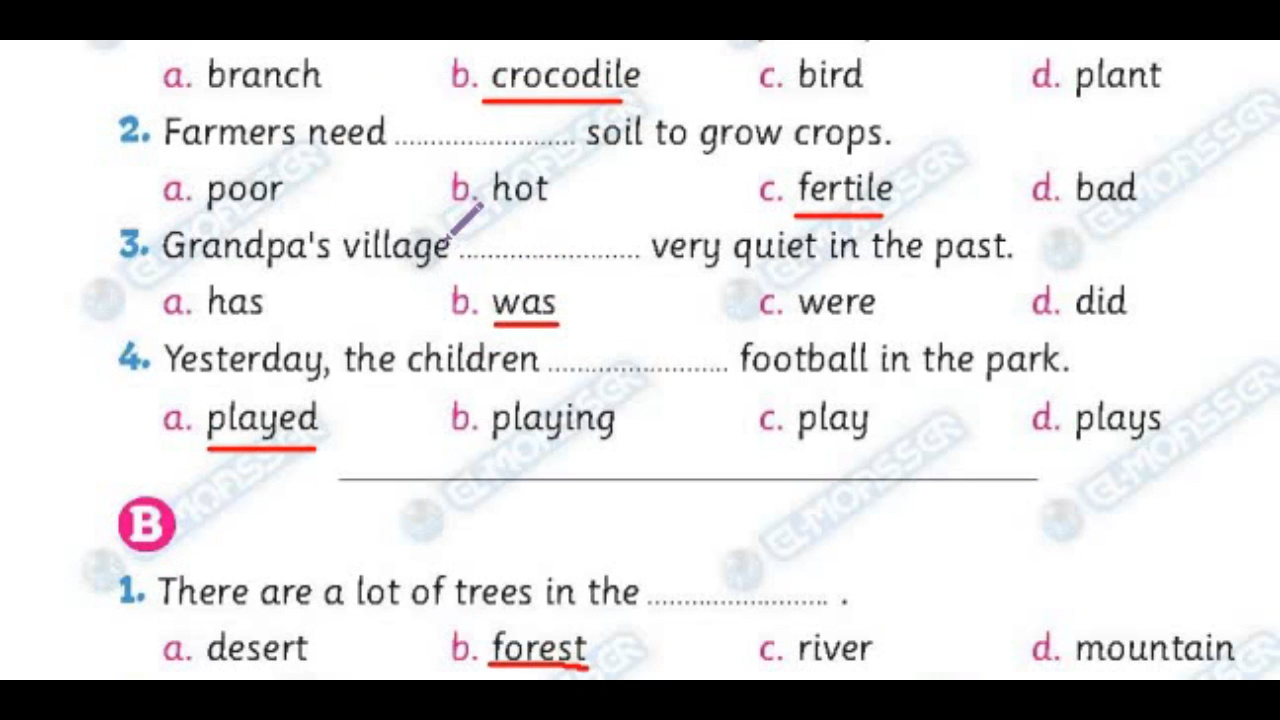 a. branch b. crocodile c. bird d. plant
2. Farmers need ........................ soil to grow crops.
a. poor b. hot c. fertile d. bad
3. Grandpa's village ........................ very quiet in the past.
a. has b. was c. were d. did
4. Yesterday, the children ........................ football in the park.
a. played b. playing c. play d. plays
B
1. There are a lot of trees in the ........................ .
a. desert b. forest c. river d. mountain